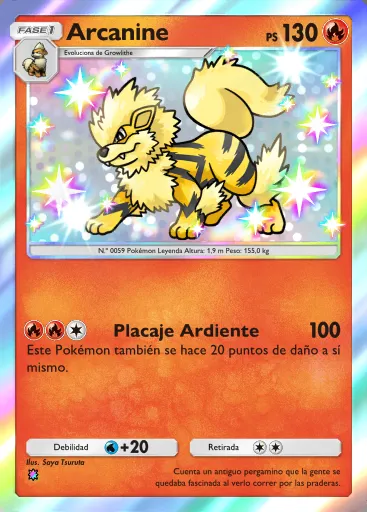 FASE 1
Arcanine
PS 130
Evoluciona de Growlithe
N.º 0059 Pokémon Leyenda Altura: 1,9 m Peso: 155,0 kg
Placaje Ardiente 100
Este Pokémon también se hace 20 puntos de daño a sí
mismo.
Debilidad +20 Retirada
Ilus. Saya Tsuruta
Cuenta un antiguo pergamino que la gente se
quedaba fascinada al verlo correr por las praderas.